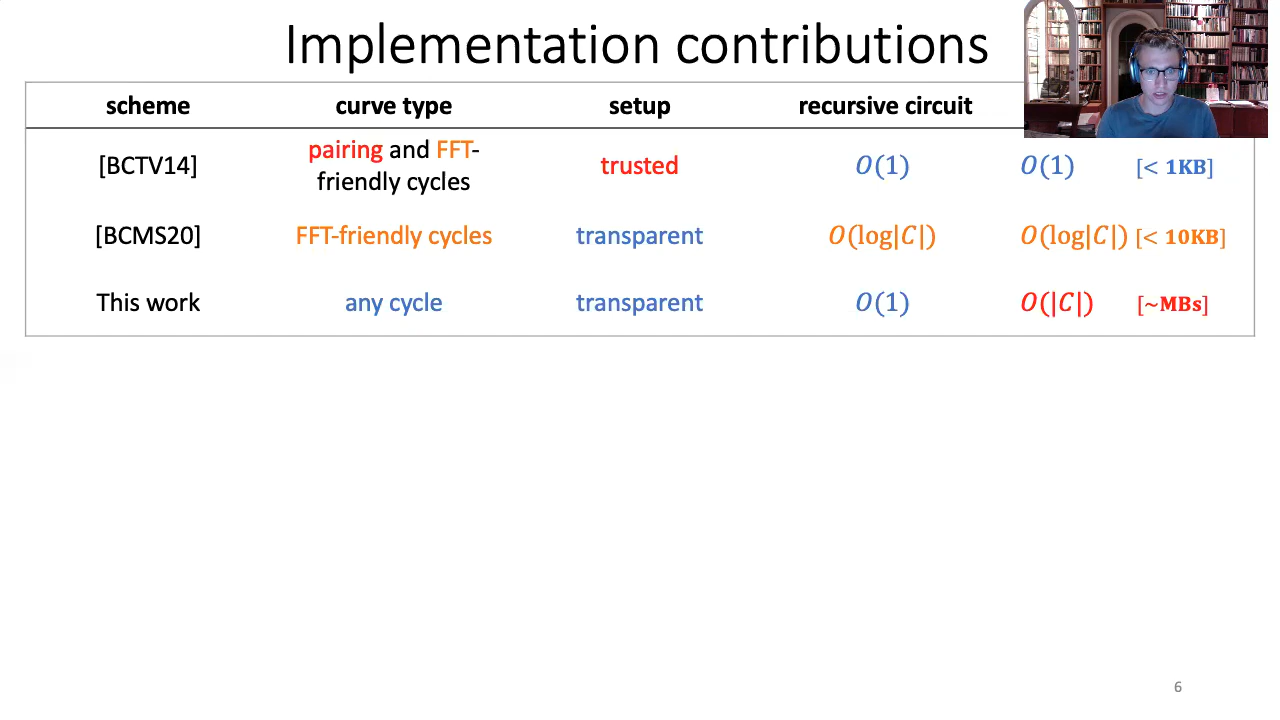 Implementation contributions
scheme curve type setup recursive circuit
[BCTV14] pairing and FFT-friendly cycles trusted O(1) O(1) [< 1KB]
[BCMS20] FFT-friendly cycles transparent O(log|C|) O(log|C|) [< 10KB]
This work any cycle transparent O(1) O(|C|) [~MBs]
6